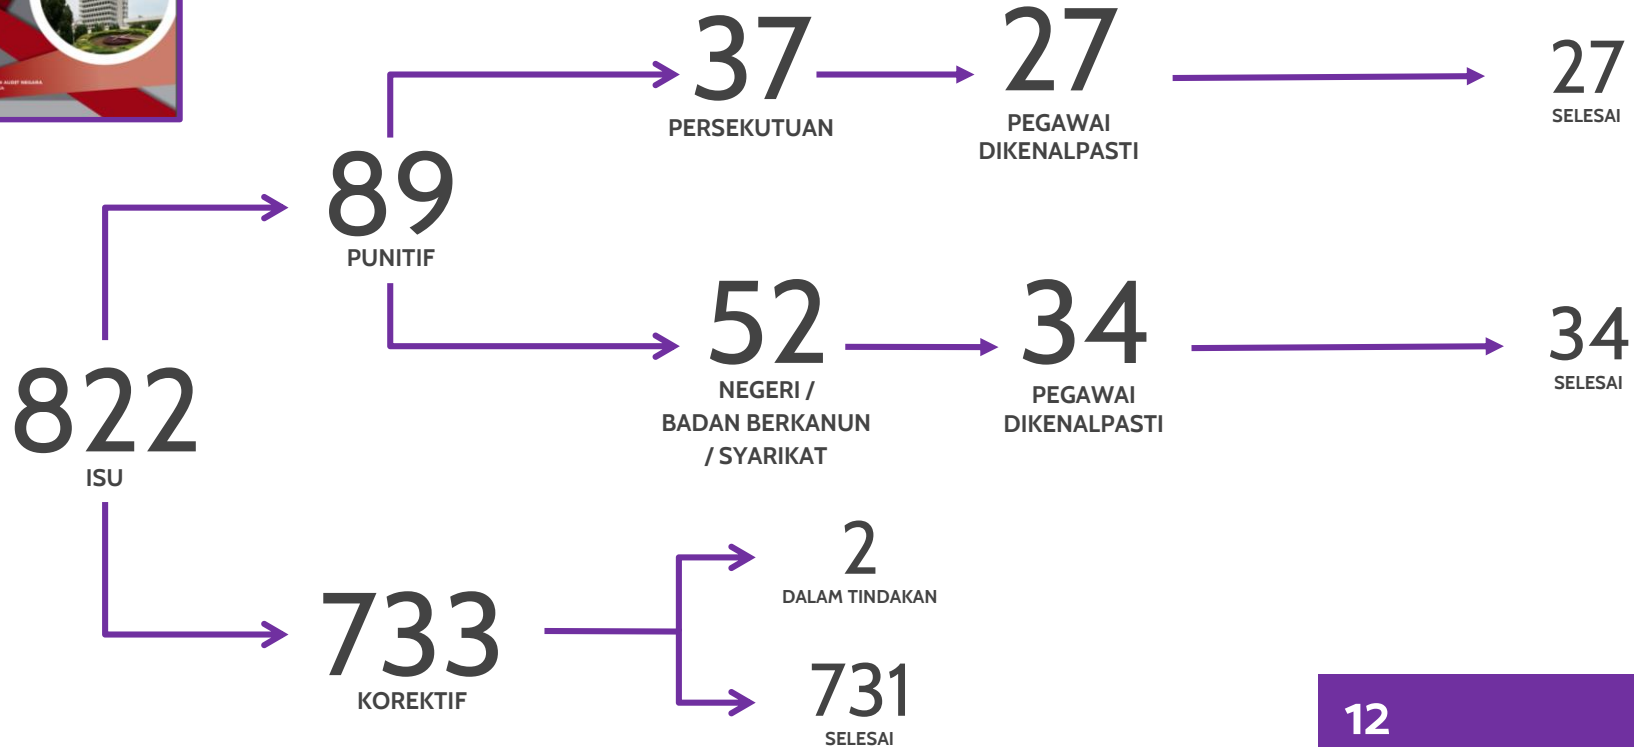 37
PERSEKUTUAN
27
PEGAWAI
DIKENALPASTI
27
SELESAI
89
PUNITIF
52
NEGERI /
BADAN BERKANUN
/ SYARIKAT
34
PEGAWAI
DIKENALPASTI
34
SELESAI
822
ISU
733
KOREKTIF
2
DALAM TINDAKAN
731
SELESAI
12